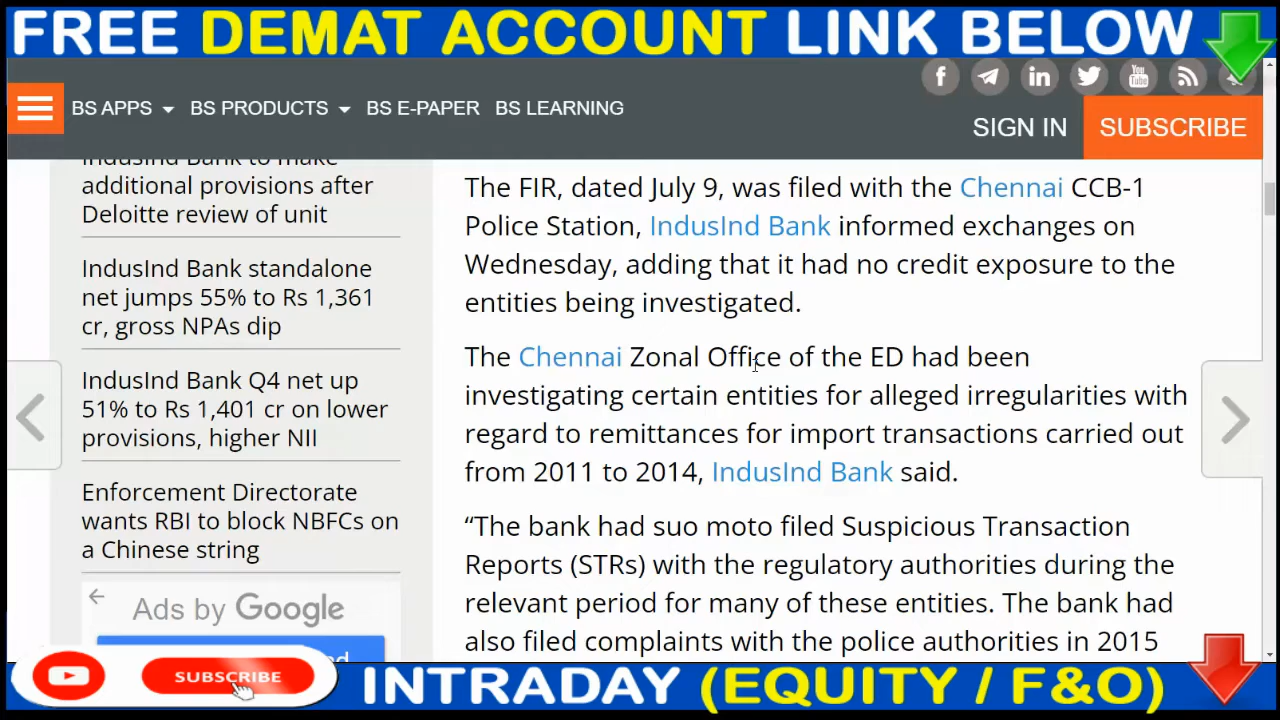 FREE DEMAT ACCOUNT LINK BELOW
BS APPS BS PRODUCTS BS E-PAPER BS LEARNING
You Tube
SIGN IN SUBSCRIBE
IndusInd Bank to make
additional provisions after
Deloitte review of unit
IndusInd Bank standalone
net jumps 55% to Rs 1,361
cr, gross NPAs dip
IndusInd Bank Q4 net up
51% to Rs 1,401 cr on lower
provisions, higher NII
Enforcement Directorate
wants RBI to block NBFCs on
a Chinese string
Ads by Google
The FIR, dated July 9, was filed with the Chennai CCB-1
Police Station, IndusInd Bank informed exchanges on
Wednesday, adding that it had no credit exposure to the
entities being investigated.
The Chennai Zonal Office of the ED had been
investigating certain entities for alleged irregularities with
regard to remittances for import transactions carried out
from 2011 to 2014, IndusInd Bank said.
“The bank had suo moto filed Suspicious Transaction
Reports (STRs) with the regulatory authorities during the
relevant period for many of these entities. The bank had
also filed complaints with the police authorities in 2015
SUBSCRIBE
INTRADAY (EQUITY / F&O)